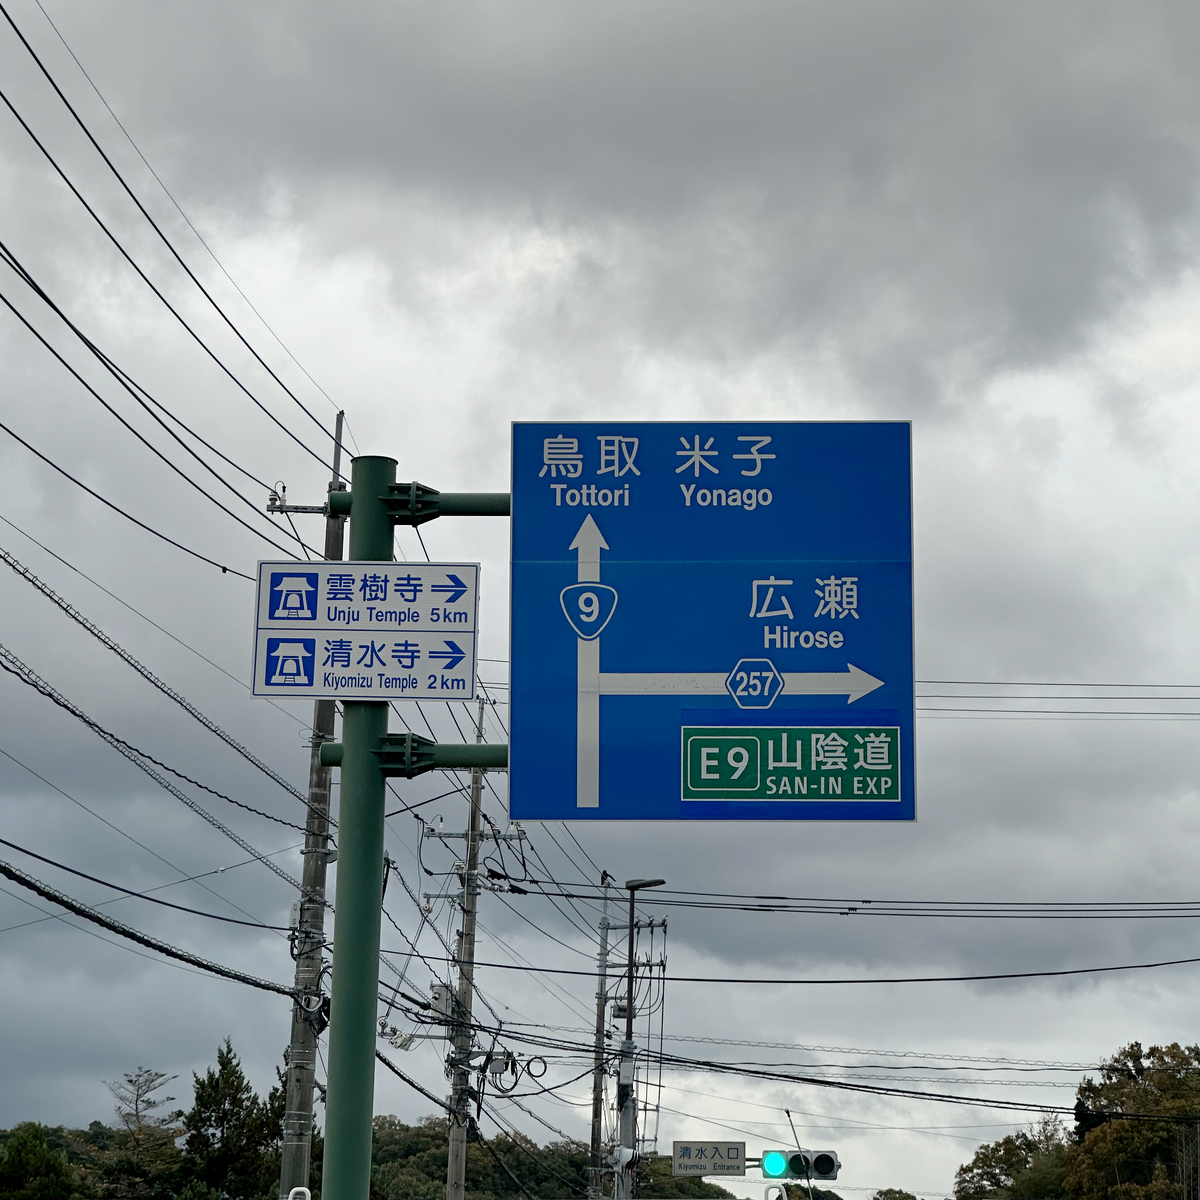 鳥取 米子
Tottori Yonago
9
広瀬
Hirose
257
E9 山陰道
SAN-IN EXP
雲樹寺
Unju Temple 5km
清水寺
Kiyomizu Temple 2km
清水入口
Kiyomizu Entrance